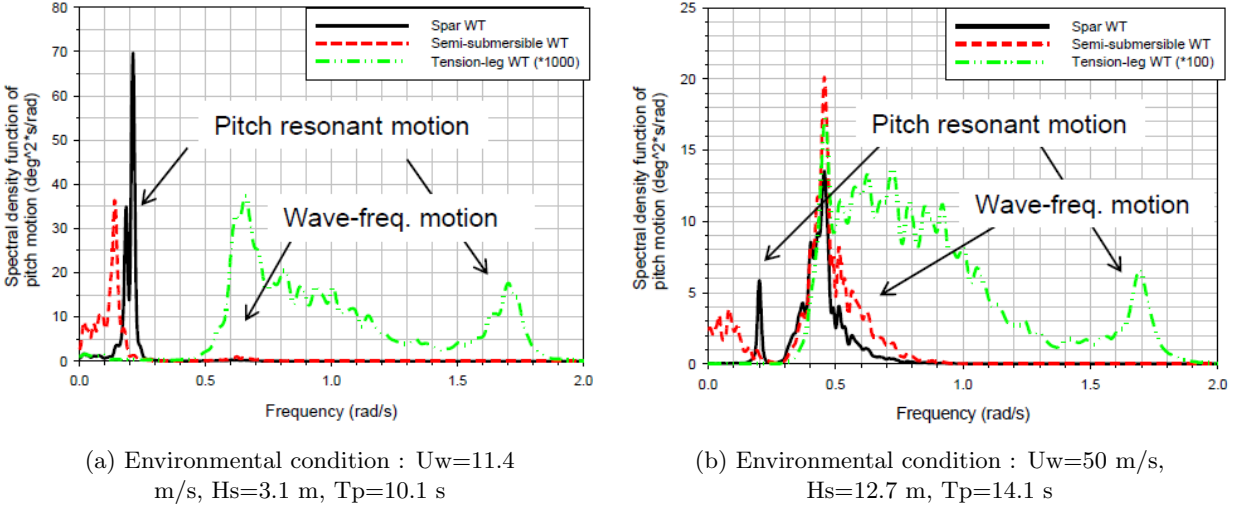 Spectral density function of
pitch motion (deg^2*s/rad)
80
70
60
50
40
30
20
10
0
Spar WT
Semi-submersible WT
Tension-leg WT (*1000)
Pitch resonant motion
Wave-freq. motion
0.0
0.5
1.0
1.5
2.0
Frequency (rad/s)
(a) Environmental condition : Uw=11.4
m/s, Hs=3.1 m, Tp=10.1 s
Spectral density function of
pitch motion (deg^2*s/rad)
25
20
15
10
5
0
Spar WT
Semi-submersible WT
Tension-leg WT (*100)
Pitch resonant motion
Wave-freq. motion
0.0
0.5
1.0
1.5
2.0
Frequency (rad/s)
(b) Environmental condition : Uw=50 m/s,
Hs=12.7 m, Tp=14.1 s